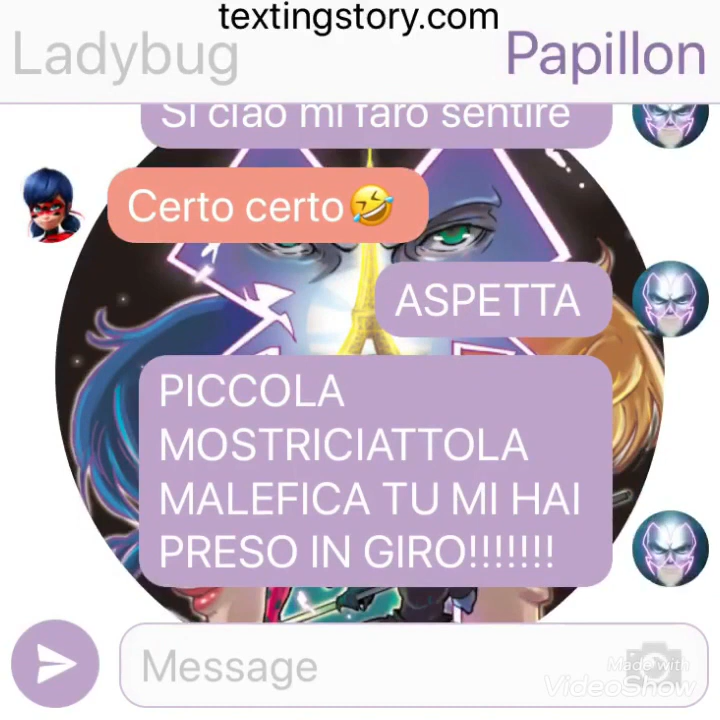 textingstory.com
Ladybug
Papillon
Si ciao mi farò sentire
Certo certo🤣
ASPETTA
PICCOLA
MOSTRICIATTOLA
MALEFICA TU MI HAI
PRESO IN GIRO!!!!!!!
Message
Made with
VideoShow